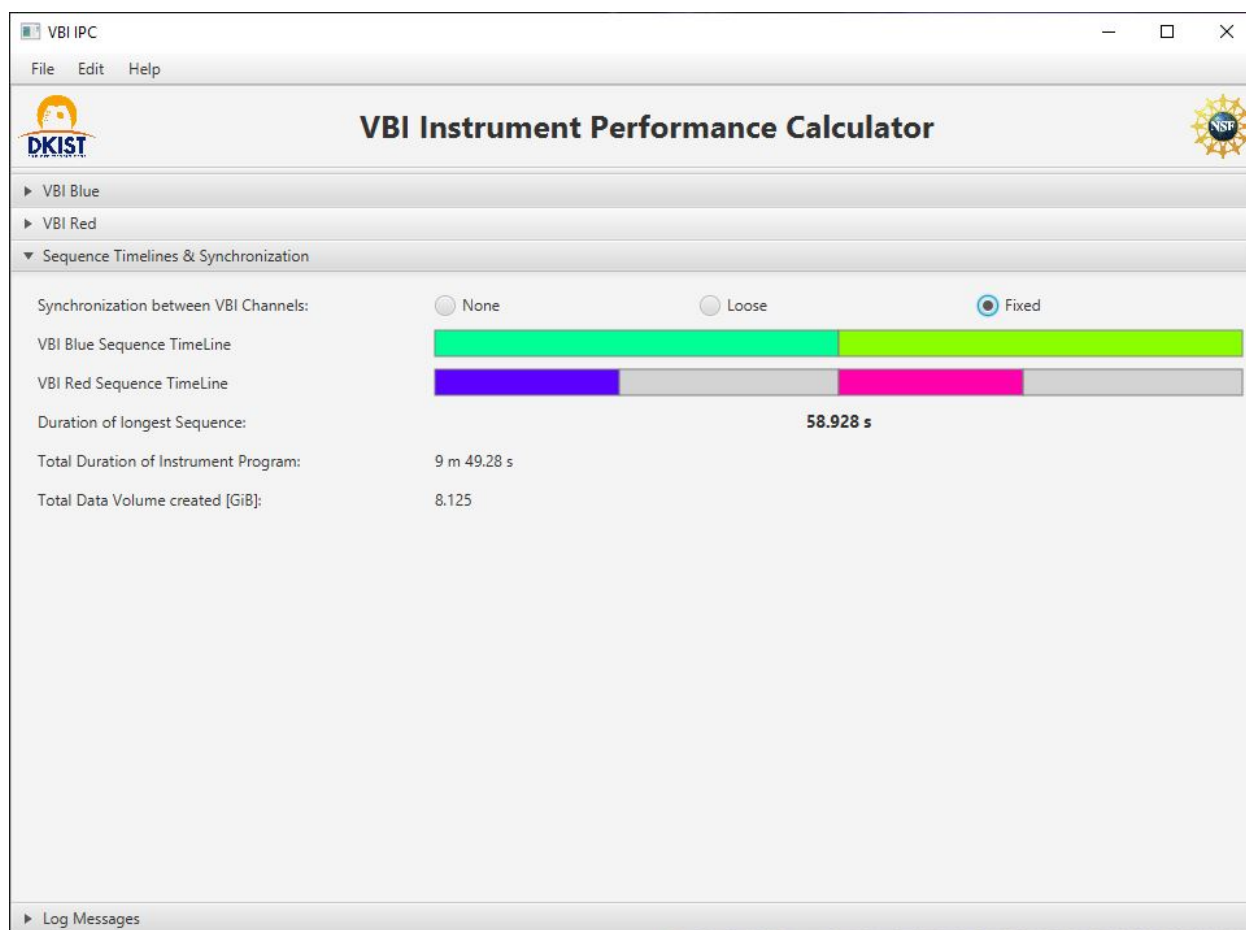 VBI IPC
File Edit Help
DKIST
VBI Instrument Performance Calculator
NSF
VBI Blue
VBI Red
Sequence Timelines & Synchronization
Synchronization between VBI Channels: None Loose Fixed
VBI Blue Sequence TimeLine
VBI Red Sequence TimeLine
Duration of longest Sequence: 58.928 s
Total Duration of Instrument Program: 9 m 49.28 s
Total Data Volume created [GiB]: 8.125
Log Messages